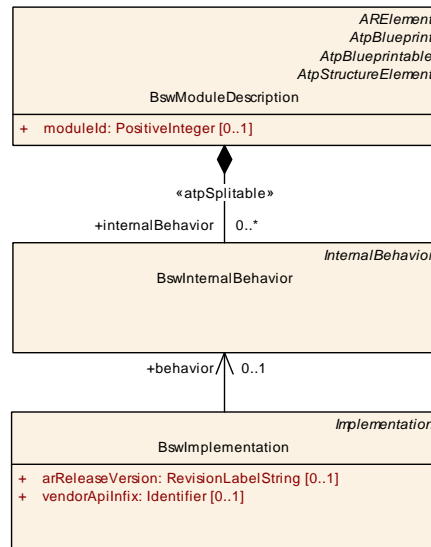 ARElement
AtpBlueprint
AtpBlueprintable
AtpStructureElement
BswModuleDescription
+ moduleId: PositiveInteger [0..1]
«atpSplitable»
+internalBehavior 0..*
InternalBehavior
BswInternalBehavior
+behavior 0..1
Implementation
BswImplementation
+ arReleaseVersion: RevisionLabelString [0..1]
+ vendorApiInfix: Identifier [0..1]